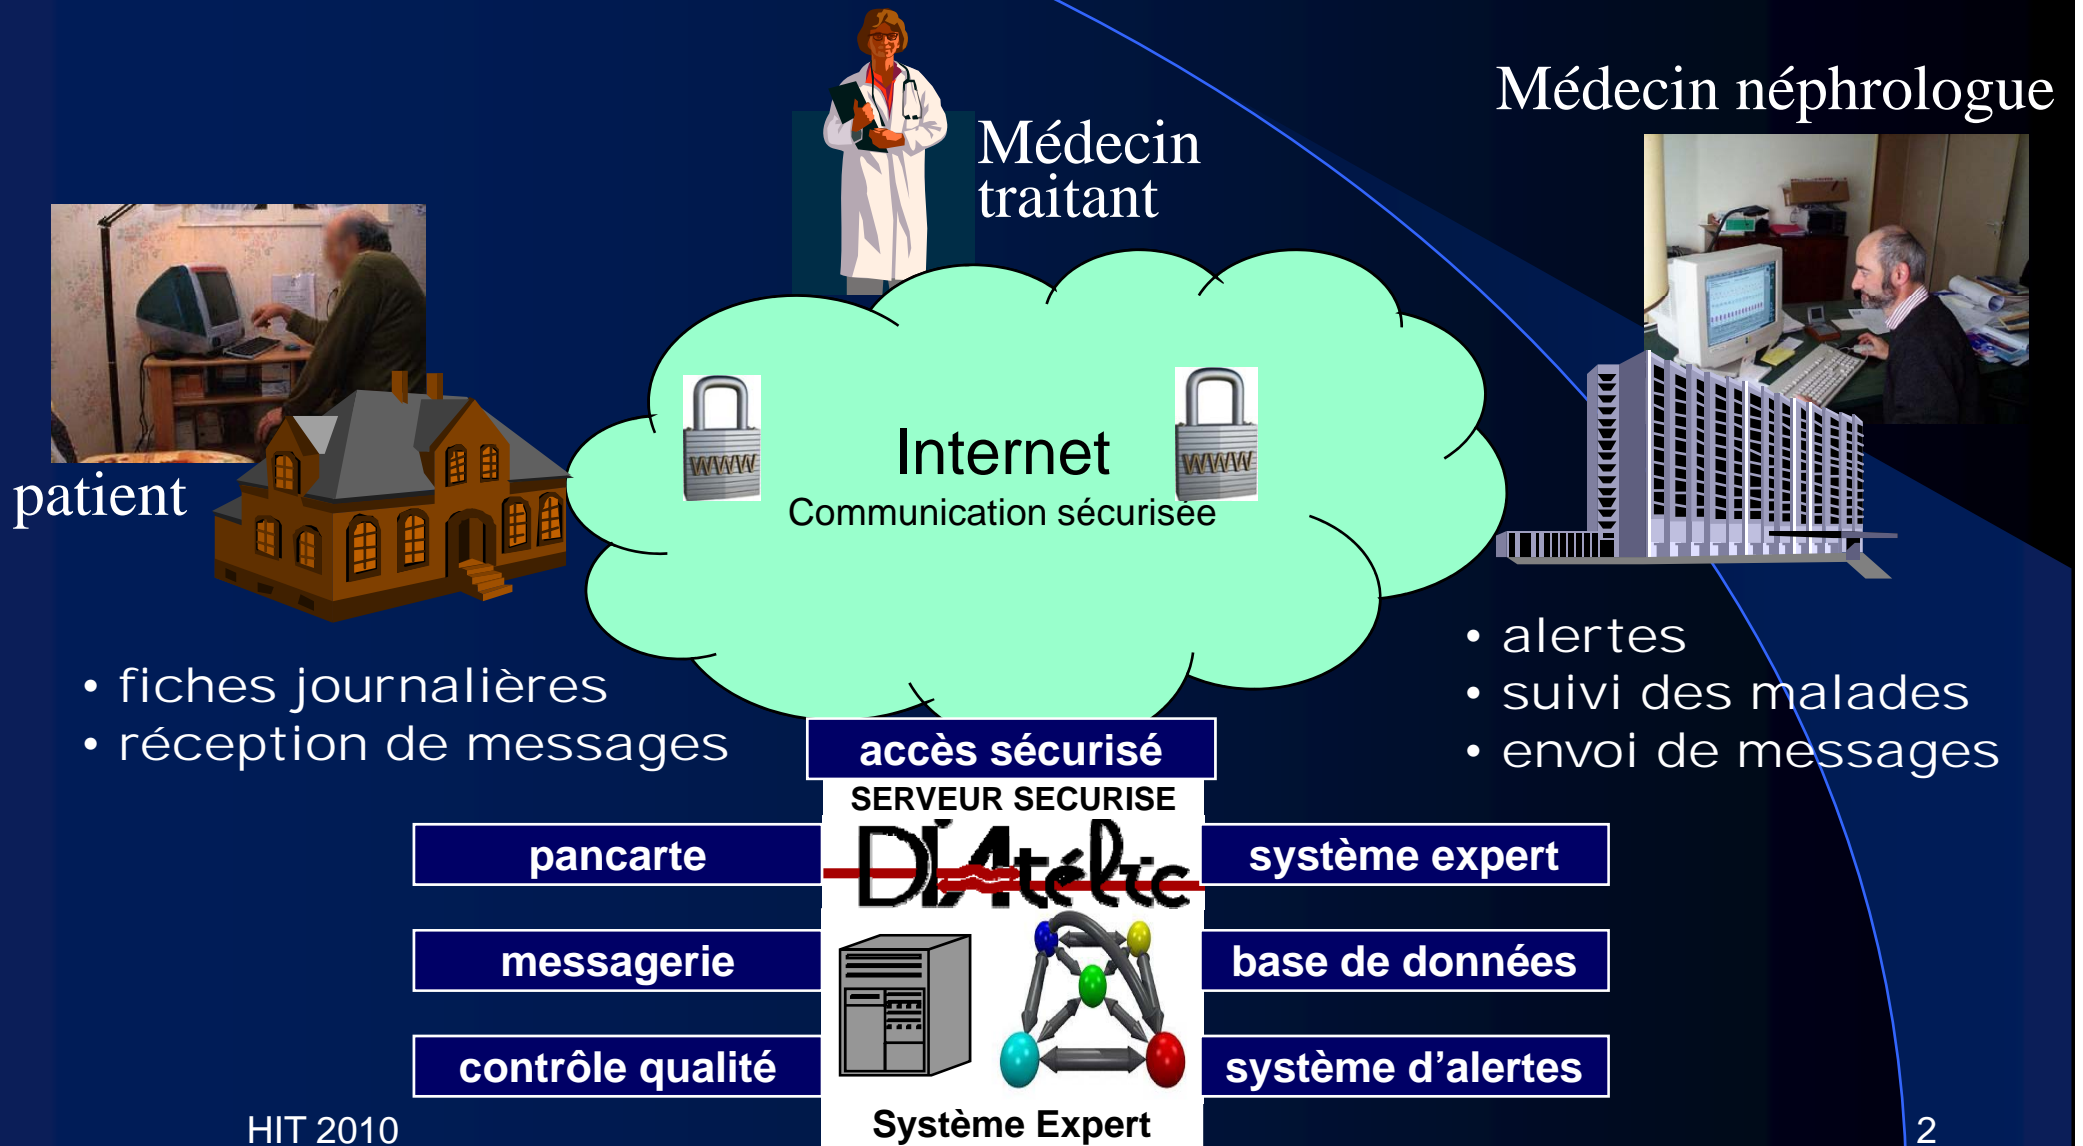 Médecin néphrologue
Médecin
traitant
patient
WWW
WWW
Internet
Communication sécurisée
• fiches journalières
• réception de messages
• alertes
• suivi des malades
• envoi de messages
accès sécurisé
SERVEUR SECURISE
DIAtélic
pancarte
système expert
messagerie
base de données
contrôle qualité
système d’alertes
Système Expert
HIT 2010
2